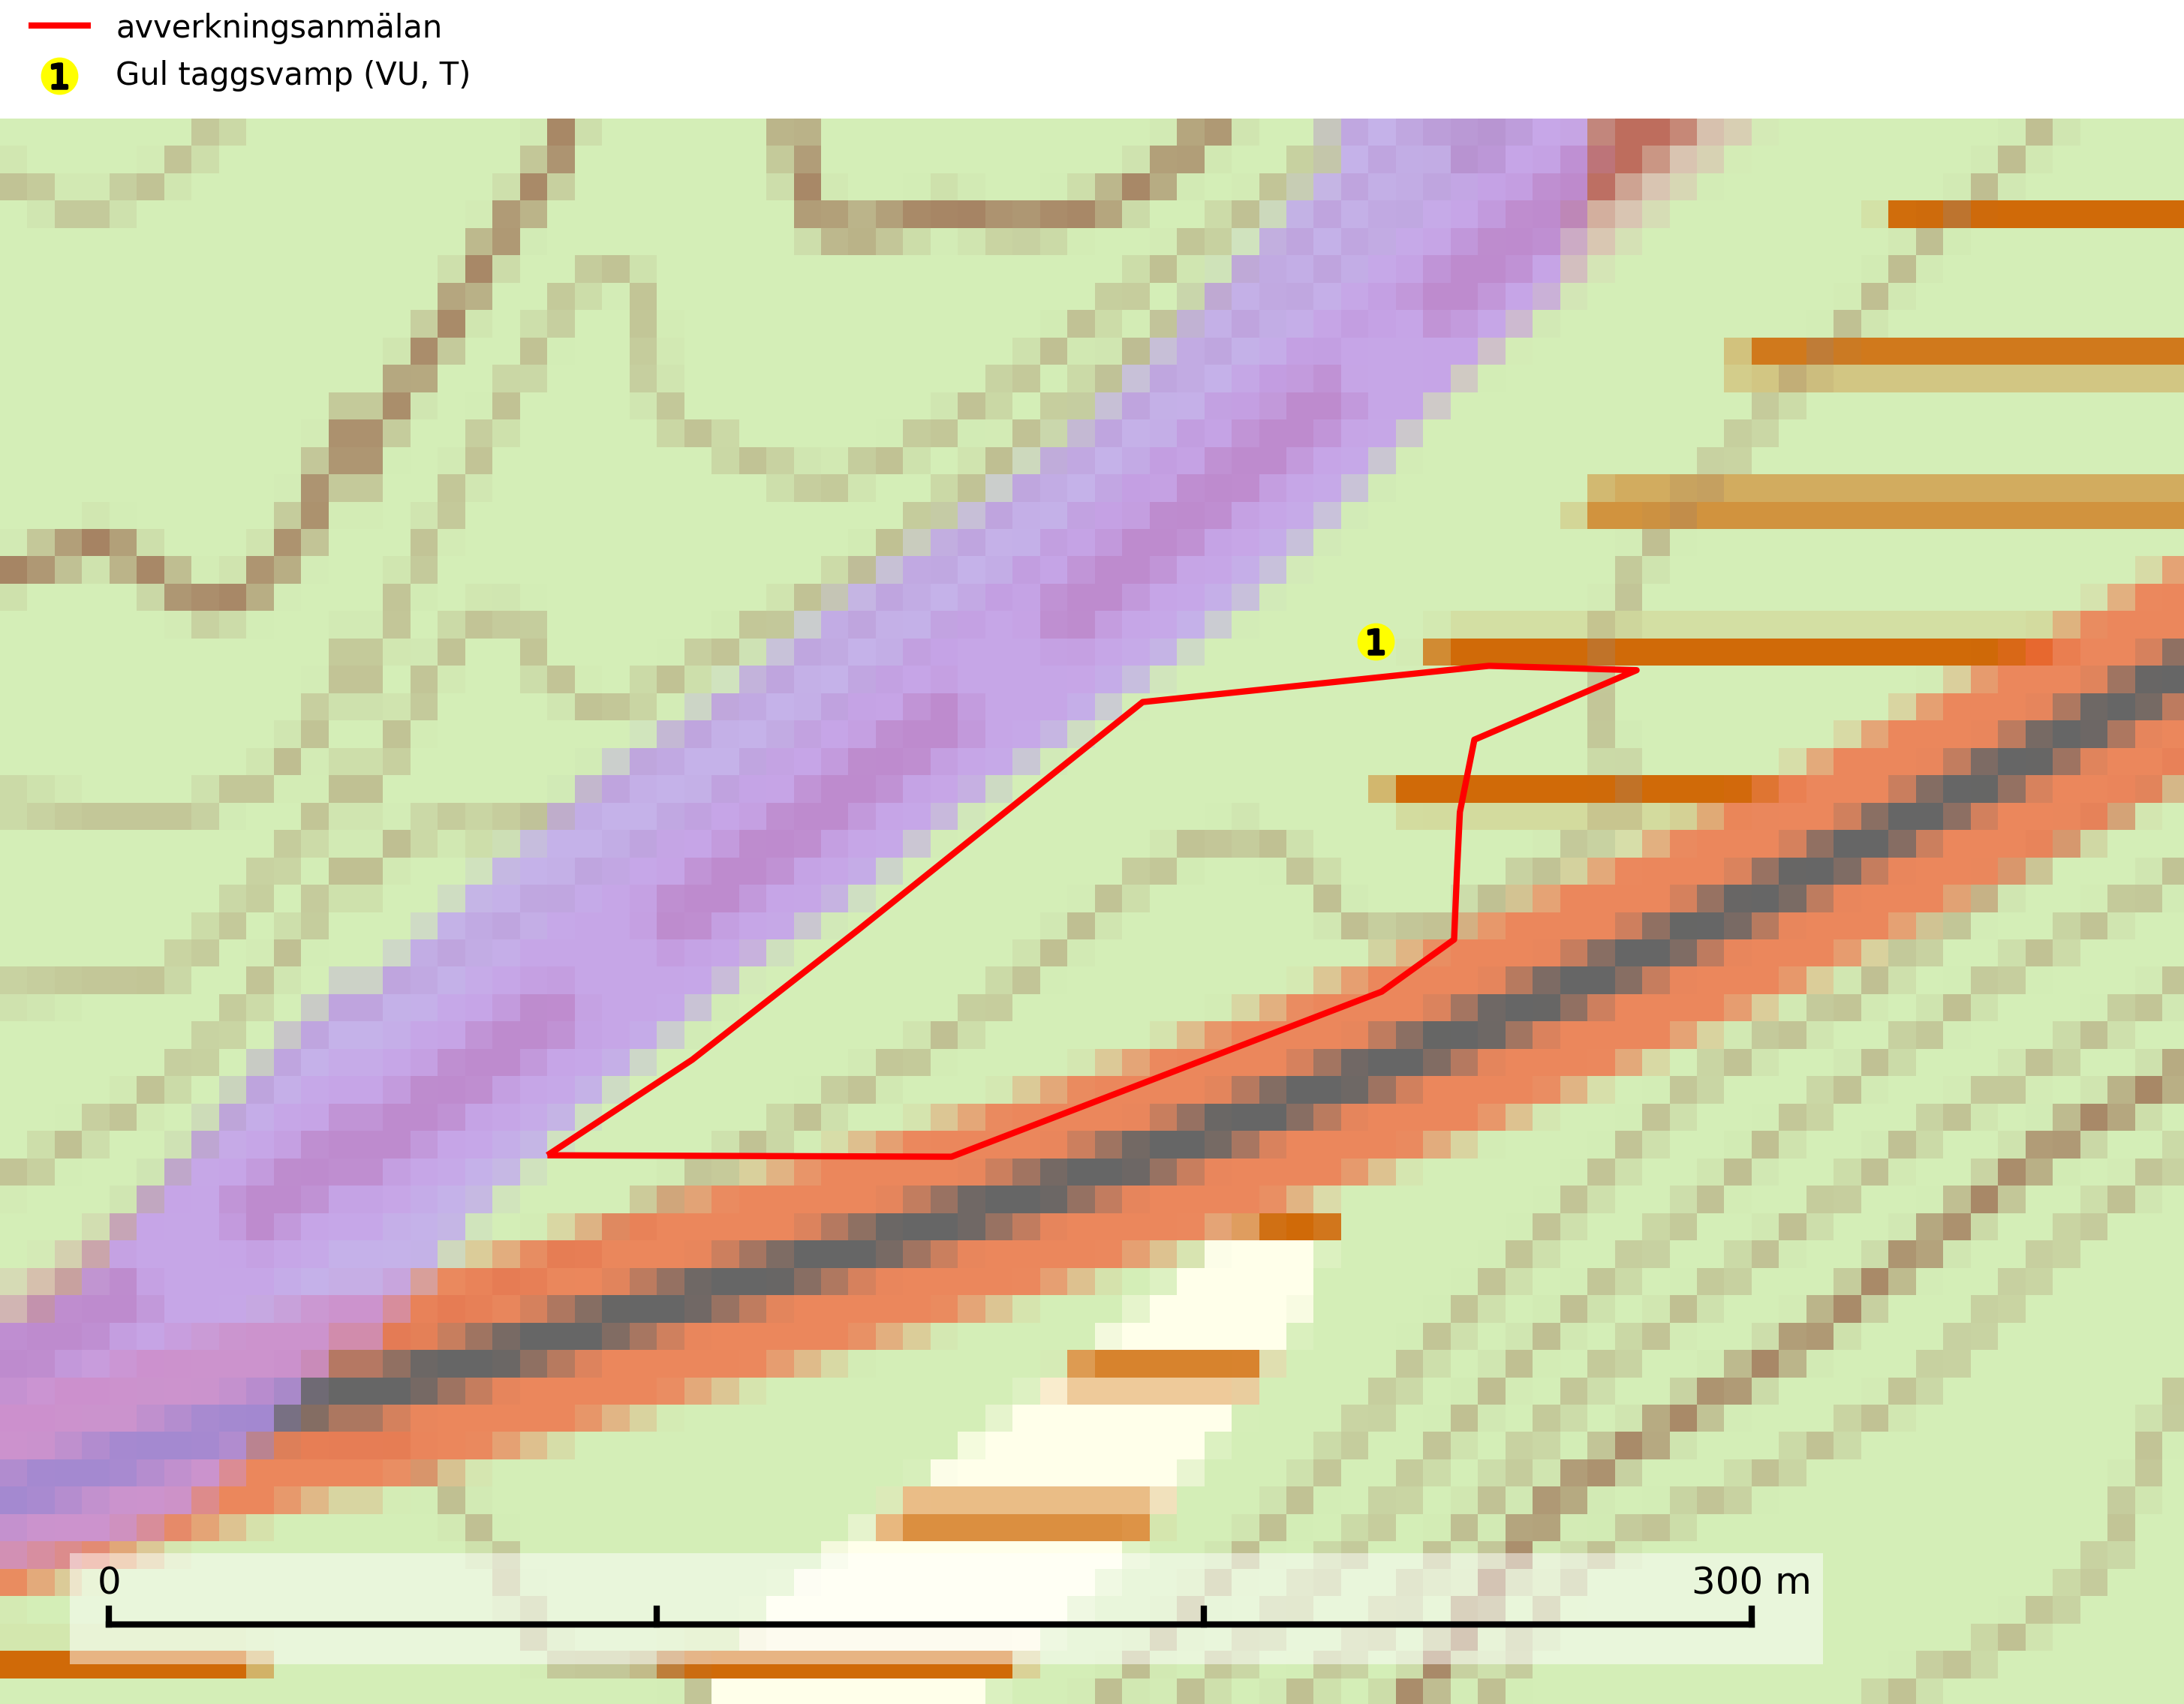 avverkningsanmälan
1 Gul taggsvamp (VU, T)
1
0 300 m